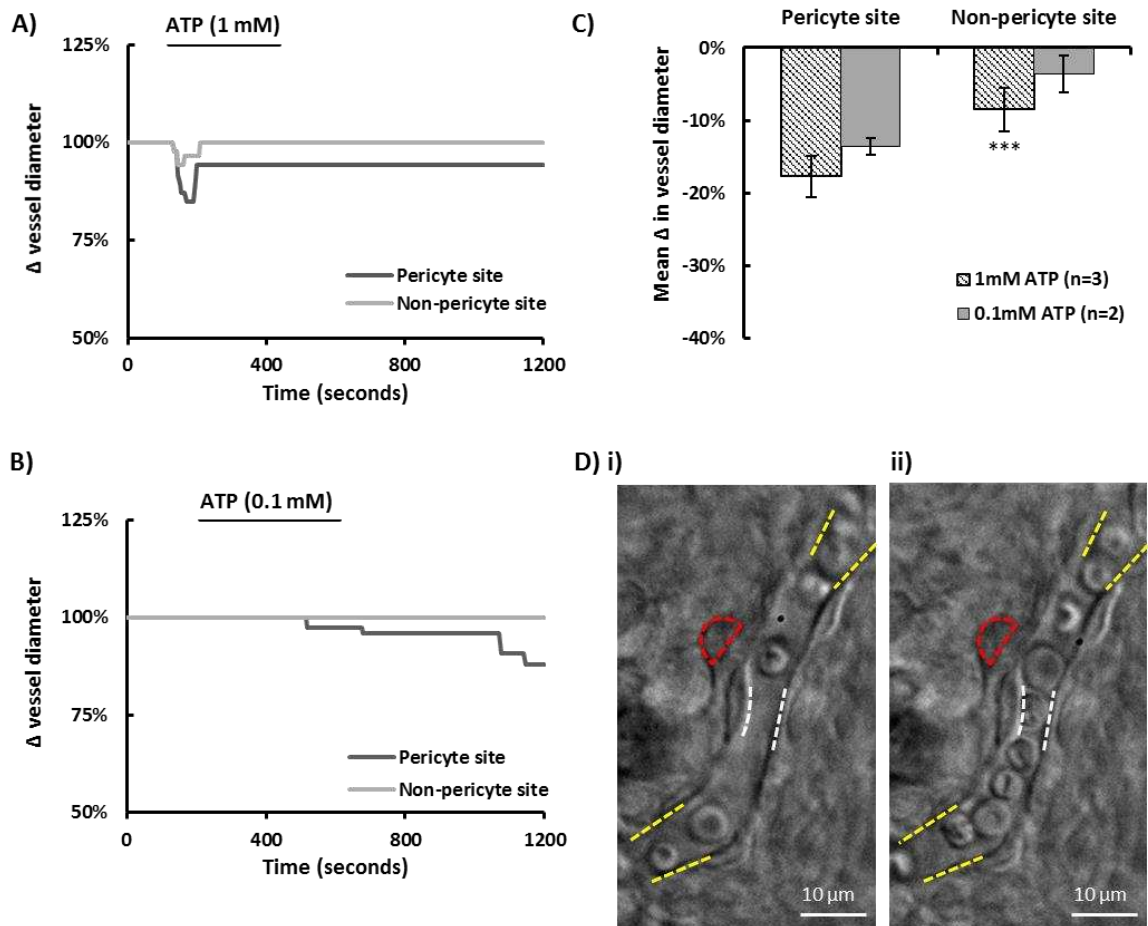 A)
ATP (1 mM)
125%
100%
75%
50%
Δ vessel diameter
Pericyte site
Non-pericyte site
0
400
800
1200
Time (seconds)
B)
ATP (0.1 mM)
125%
100%
75%
50%
Δ vessel diameter
Pericyte site
Non-pericyte site
0
400
800
1200
Time (seconds)
C)
Pericyte site
Non-pericyte site
0%
-10%
-20%
-30%
-40%
Mean Δ in vessel diameter
***
1mM ATP (n=3)
0.1mM ATP (n=2)
D) i)
10 µm
ii)
10 µm